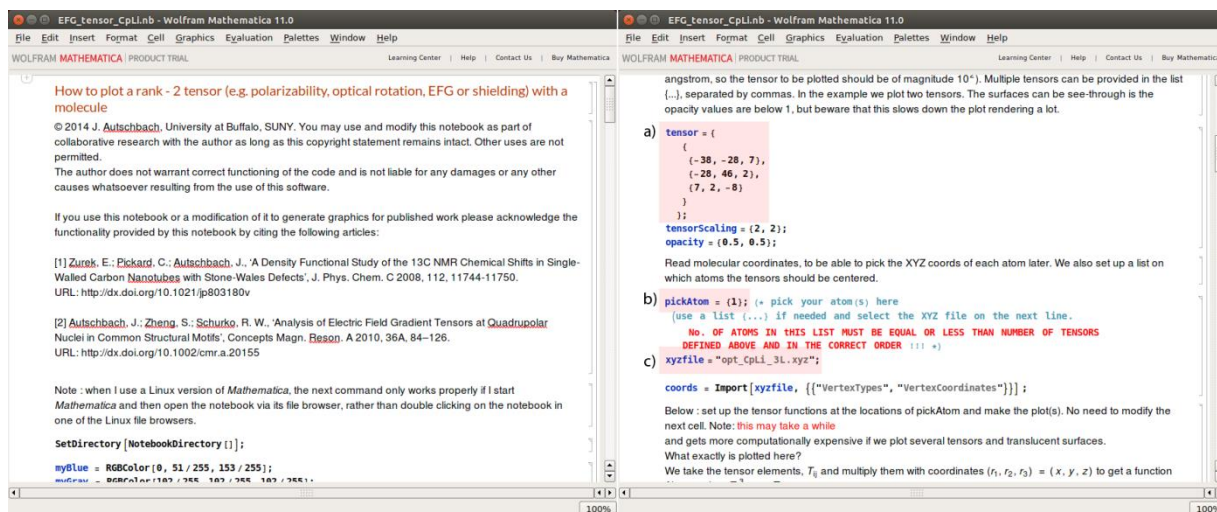 EFG_tensor_CpLi.nb - Wolfram Mathematica 11.0
File Edit Insert Format Cell Graphics Evaluation Palettes Window Help
WOLFRAM MATHEMATICA | PRODUCT TRIAL Learning Center | Help | Contact Us | Buy Mathematica
How to plot a rank - 2 tensor (e.g. polarizability, optical rotation, EFG or shielding) with a
molecule
© 2014 J. Autschbach, University at Buffalo, SUNY. You may use and modify this notebook as part of
collaborative research with the author as long as this copyright statement remains intact. Other uses are not
permitted.
The author does not warrant correct functioning of the code and is not liable for any damages or any other
causes whatsoever resulting from the use of this software.
If you use this notebook or a modification of it to generate graphics for published work please acknowledge the
functionality provided by this notebook by citing the following articles:
[1] Zurek, E.; Pickard, C.; Autschbach, J., 'A Density Functional Study of the 13C NMR Chemical Shifts in Single-
Walled Carbon Nanotubes with Stone-Wales Defects', J. Phys. Chem. C 2008, 112, 11744-11750.
URL: http://dx.doi.org/10.1021/jp803180v
[2] Autschbach, J.; Zheng, S.; Schurko, R. W., 'Analysis of Electric Field Gradient Tensors at Quadrupolar
Nuclei in Common Structural Motifs', Concepts Magn. Reson. A 2010, 36A, 84–126.
URL: http://dx.doi.org/10.1002/cmr.a.20155
Note : when I use a Linux version of Mathematica, the next command only works properly if I start
Mathematica and then open the notebook via its file browser, rather than double clicking on the notebook in
one of the Linux file browsers.
SetDirectory[NotebookDirectory[]];
myBlue = RGBColor[0, 51/255, 153/255];
myGray = RGBColor[102/255, 102/255, 102/255];
100%
EFG_tensor_CpLi.nb - Wolfram Mathematica 11.0
File Edit Insert Format Cell Graphics Evaluation Palettes Window Help
WOLFRAM MATHEMATICA | PRODUCT TRIAL Learning Center | Help | Contact Us | Buy Mathematic
angstrom, so the tensor to be plotted should be of magnitude 10^). Multiple tensors can be provided in the list
{...}, separated by commas. In the example we plot two tensors. The surfaces can be see-through is the
opacity values are below 1, but beware that this slows down the plot rendering a lot.
a) tensor = {
{
{-38, -28, 7},
{-28, 46, 2},
{7, 2, -8}
}
};
tensorScaling = {2, 2};
opacity = {0.5, 0.5};
Read molecular coordinates, to be able to pick the XYZ coords of each atom later. We also set up a list on
which atoms the tensors should be centered.
b) pickAtom = {1}; (* pick your atom(s) here
(use a list {...} if needed and select the XYZ file on the next line.
No. OF ATOMS IN tHIS LIST MUST BE EQUAL OR LESS THAN NUMBER OF TENSORS
DEFINED ABOVE AND IN THE CORRECT ORDER !!! *)
c) xyzfile = "opt_CpLi_3L.xyz";
coords = Import[xyzfile, {{"VertexTypes", "VertexCoordinates"}}] ;
Below : set up the tensor functions at the locations of pickAtom and make the plot(s). No need to modify the
next cell. Note: this may take a while
and gets more computationally expensive if we plot several tensors and translucent surfaces.
What exactly is plotted here?
We take the tensor elements, Tij and multiply them with coordinates (r1, r2, r3) = (x, y, z) to get a function
100%